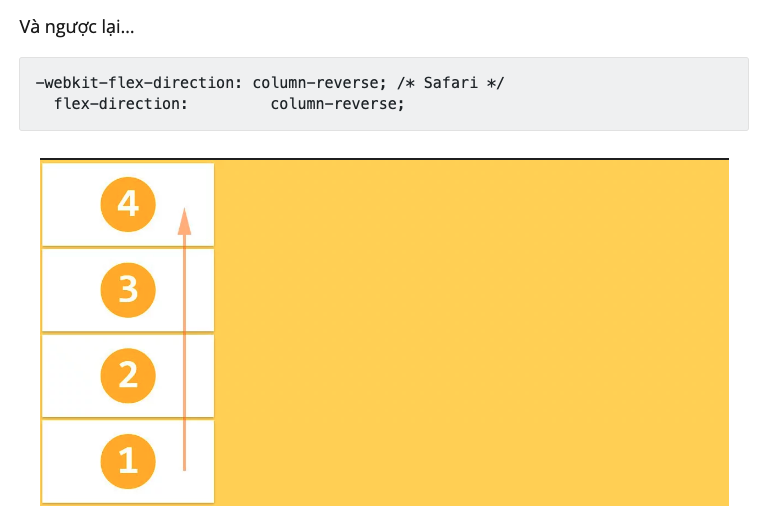 Và ngược lại...
-webkit-flex-direction: column-reverse; /* Safari */
  flex-direction:         column-reverse;
4
3
2
1